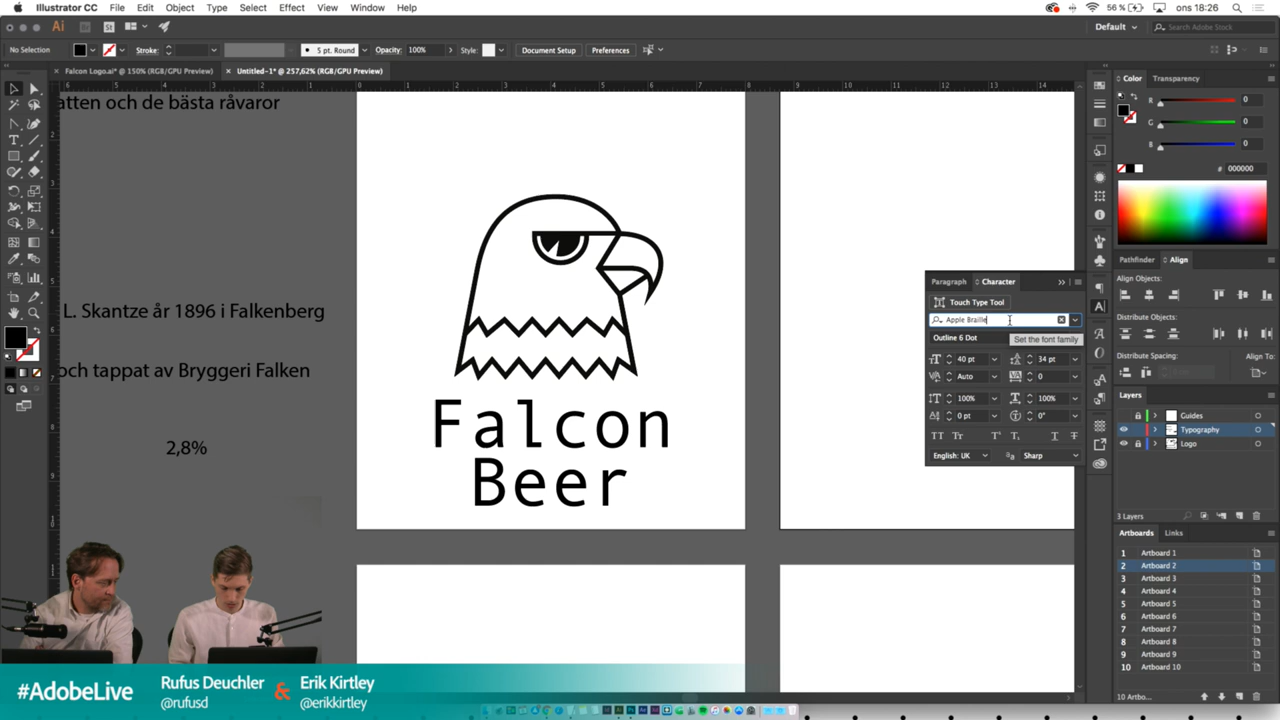 Illustrator CC File Edit Object Type Select Effect View Window Help
56 % ons 18:26
Default
Search Adobe Stock
No Selection Stroke: 5 pt. Round Opacity: 100% Style: Document Setup Preferences
× Falcon Logo.ai* @ 150% (RGB/GPU Preview) × Untitled-1* @ 257,62% (RGB/GPU Preview)
atten och de bästa råvaror
L. Skantze år 1896 i Falkenberg
och tappat av Bryggeri Falken
2,8%
Falcon
Beer
Paragraph Character
Touch Type Tool
Apple Braille
Outline 6 Dot
Set the font family
40 pt 34 pt
Auto 0
100% 100%
0 pt 0°
English: UK Sharp
Color Transparency
R 0
G 0
B 0
# 000000
Pathfinder Align
Align Objects:
Distribute Objects:
Distribute Spacing: Align To:
Layers
Guides
Typography
Logo
3 Layers
Artboards Links
1 Artboard 1
2 Artboard 2
3 Artboard 3
4 Artboard 4
5 Artboard 5
6 Artboard 6
7 Artboard 7
8 Artboard 8
9 Artboard 9
10 Artboard 10
10 Artbo...
#AdobeLive
Rufus Deuchler & Erik Kirtley
@rufusd @erikkirtley